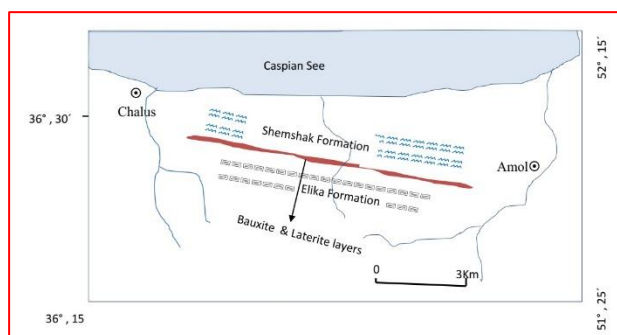 52°, 15´
Caspian See
Chalus
36°, 30´
Shemshak Formation
Amol
Elika Formation
Bauxite & Laterite layers
0 3Km
36°, 15
51°, 25´